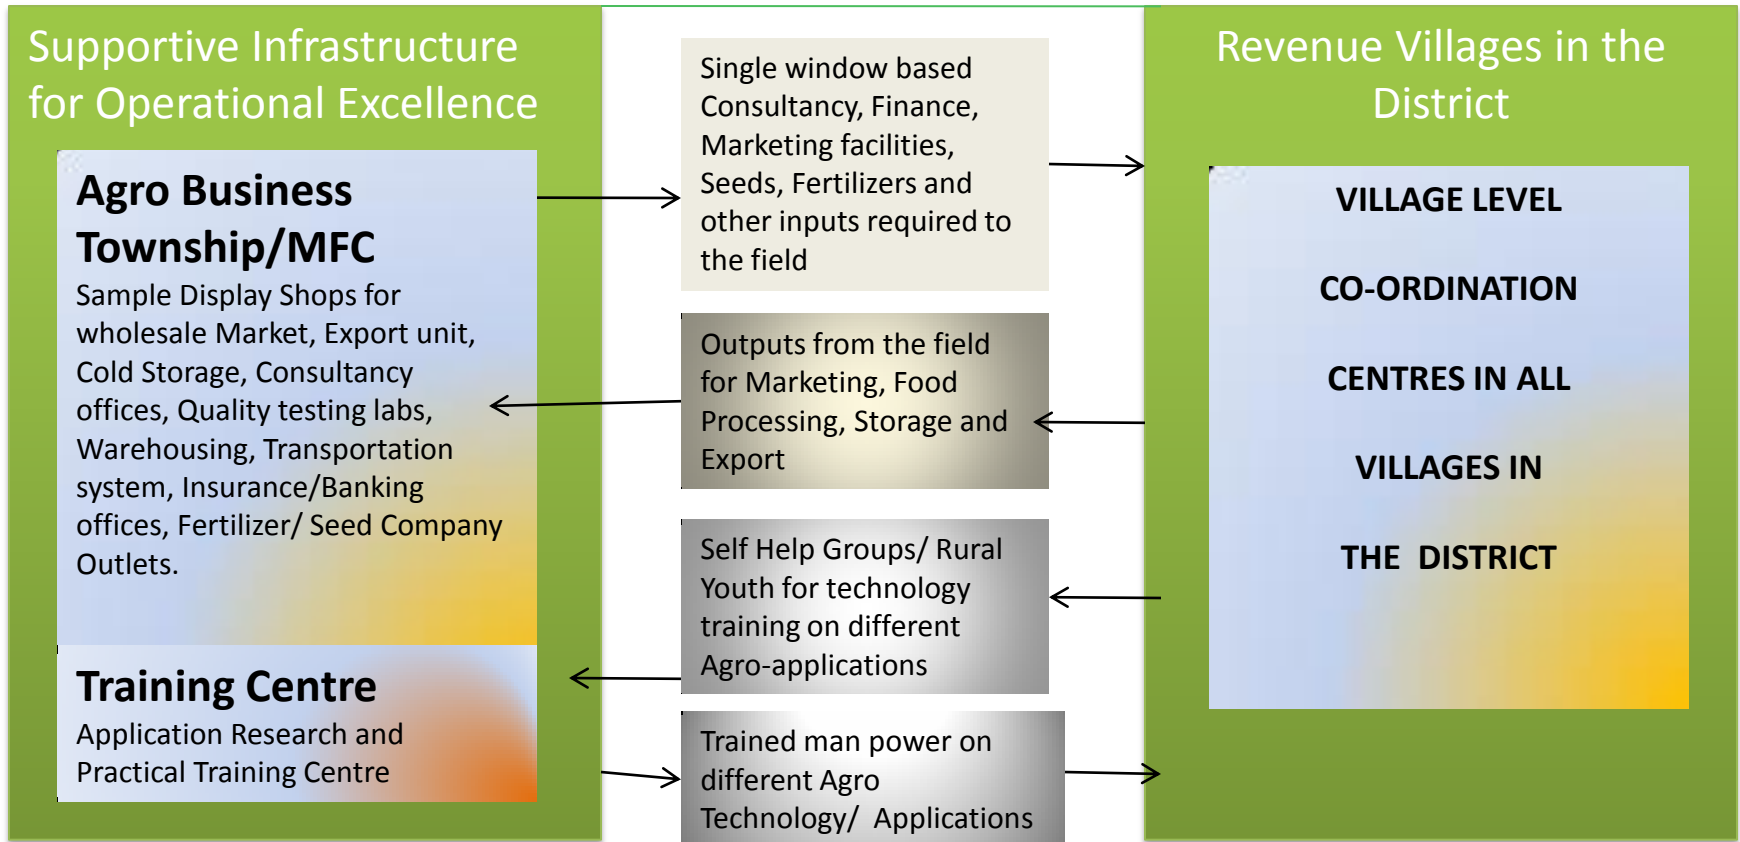 Supportive Infrastructure
for Operational Excellence
Agro Business
Township/MFC
Sample Display Shops for
wholesale Market, Export unit,
Cold Storage, Consultancy
offices, Quality testing labs,
Warehousing, Transportation
system, Insurance/Banking
offices, Fertilizer/ Seed Company
Outlets.
Training Centre
Application Research and
Practical Training Centre
Single window based
Consultancy, Finance,
Marketing facilities,
Seeds, Fertilizers and
other inputs required to
the field
Outputs from the field
for Marketing, Food
Processing, Storage and
Export
Self Help Groups/ Rural
Youth for technology
training on different
Agro-applications
Trained man power on
different Agro
Technology/ Applications
Revenue Villages in the
District
VILLAGE LEVEL
CO-ORDINATION
CENTRES IN ALL
VILLAGES IN
THE DISTRICT